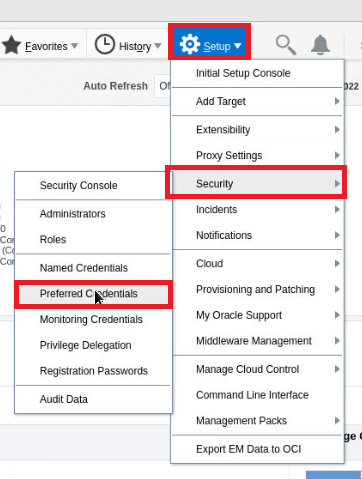 Favorites
History
Setup
Initial Setup Console
Auto Refresh
Of
022
Add Target
Extensibility
Proxy Settings
Security
Security Console
Incidents
Administrators
Notifications
Roles
0
Cor
(Co
Cor
Cloud
Named Credentials
Provisioning and Patching
Preferred Credentials
My Oracle Support
Monitoring Credentials
Middleware Management
Privilege Delegation
Manage Cloud Control
Registration Passwords
Command Line Interface
Audit Data
Management Packs
ge C
Export EM Data to OCI